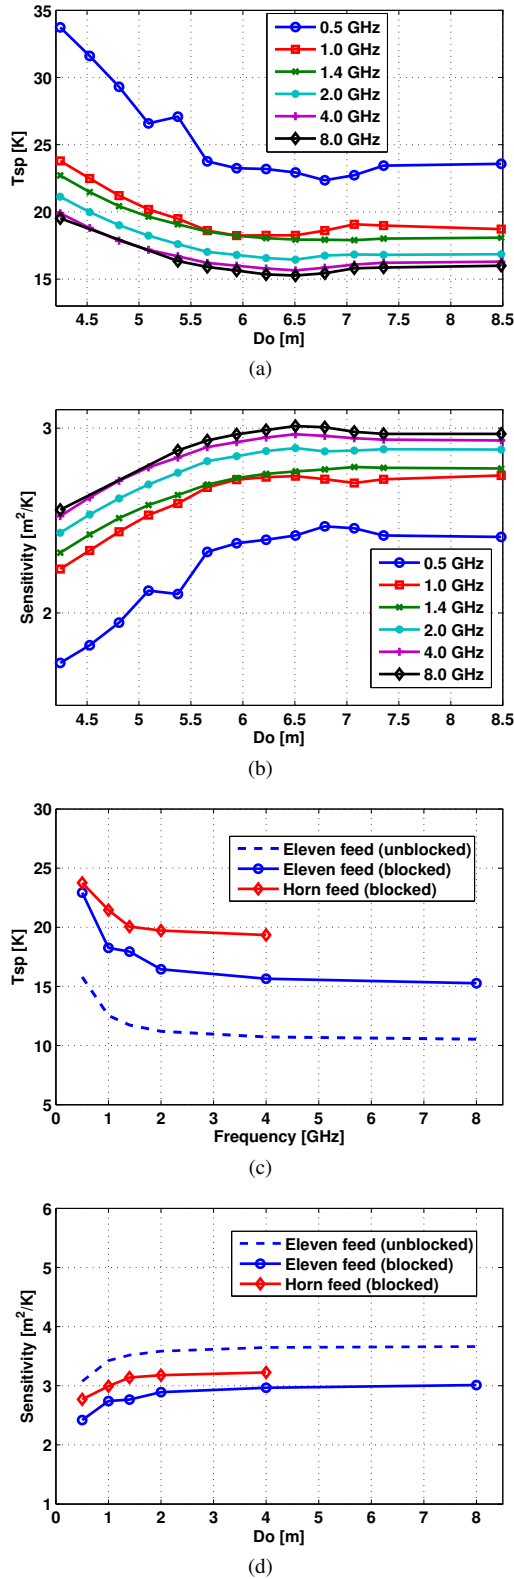 35
30
25
20
15
Tsp [K]
0.5 GHz
1.0 GHz
1.4 GHz
2.0 GHz
4.0 GHz
8.0 GHz
4.5 5 5.5 6 6.5 7 7.5 8 8.5
Do [m]
(a)
3
2
Sensitivity [m²/K]
0.5 GHz
1.0 GHz
1.4 GHz
2.0 GHz
4.0 GHz
8.0 GHz
4.5 5 5.5 6 6.5 7 7.5 8 8.5
Do [m]
(b)
30
25
20
15
10
5
Tsp [K]
Eleven feed (unblocked)
Eleven feed (blocked)
Horn feed (blocked)
0 1 2 3 4 5 6 7 8
Frequency [GHz]
(c)
6
5
4
3
2
1
Sensitivity [m²/K]
Eleven feed (unblocked)
Eleven feed (blocked)
Horn feed (blocked)
0 1 2 3 4 5 6 7 8
Do [m]
(d)